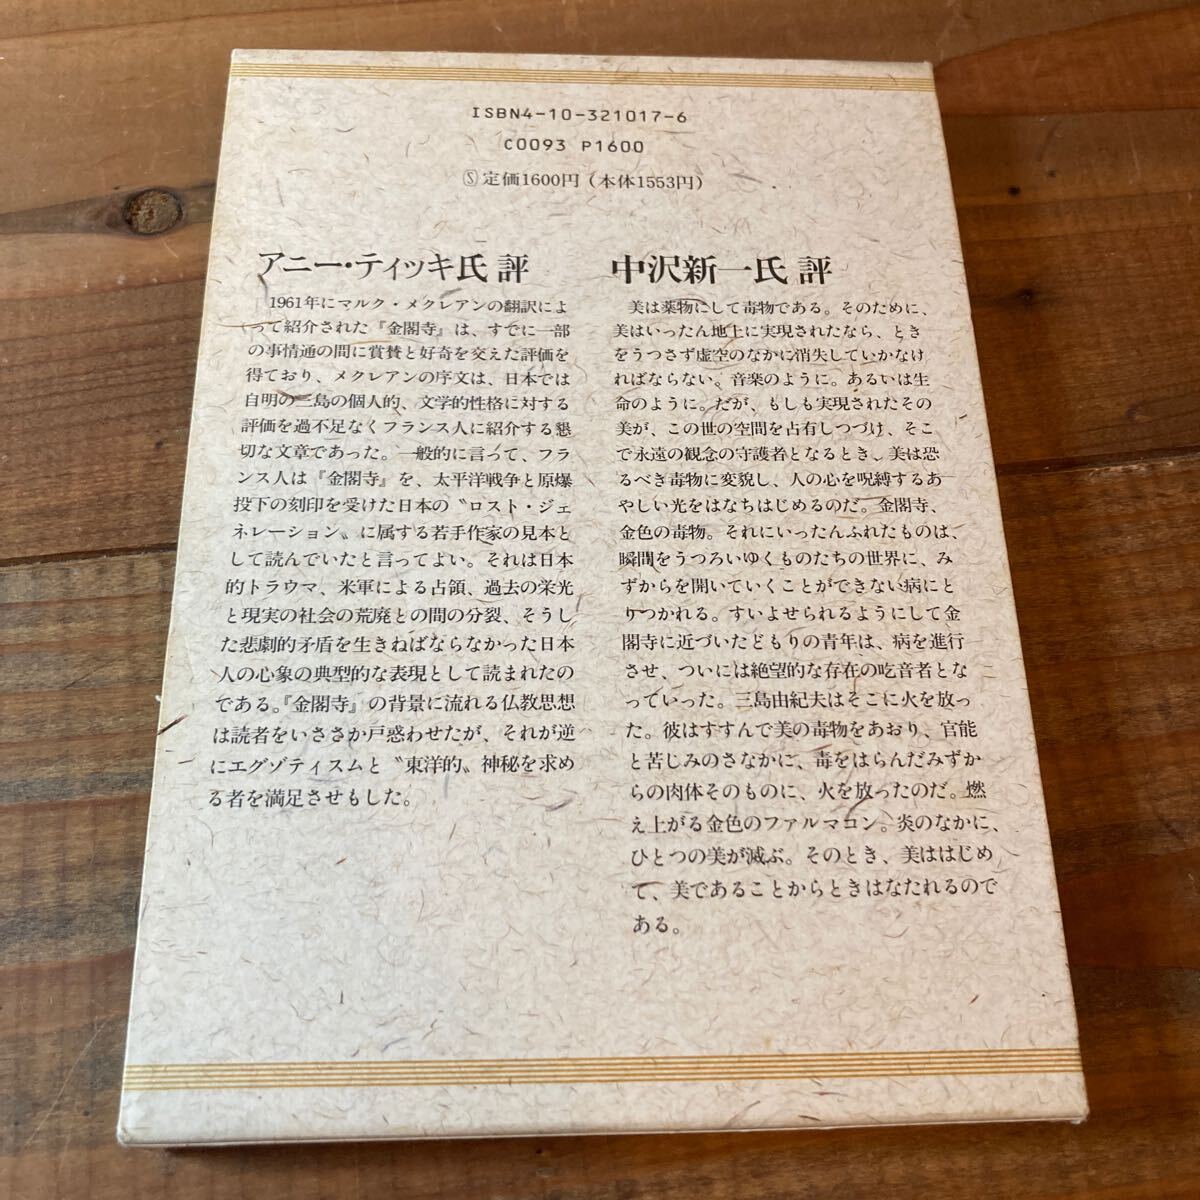 ISBN4-10-321017-6
C0093 P1600
Ⓢ定価1600円（本体1553円）
アニー・ティッキ氏 評
1961年にマルク・メクレアンの翻訳によ
って紹介された『金閣寺』は、すでに一部
の事情通の間に賞賛と好奇を交えた評価を
得ており、メクレアンの序文は、日本では
自明の三島の個人的、文学的性格に対する
評価を過不足なくフランス人に紹介する懇
切な文章であった。一般的に言って、フラ
ンス人は『金閣寺』を、太平洋戦争と原爆
投下の刻印を受けた日本の〝ロスト・ジェ
ネレーション〟に属する若手作家の見本と
して読んでいたと言ってよい。それは日本
的トラウマ、米軍による占領、過去の栄光
と現実の社会の荒廃との間の分裂、そうし
た悲劇的矛盾を生きねばならなかった日本
人の心象の典型的な表現として読まれたの
である。『金閣寺』の背景に流れる仏教思想
は読者をいささか戸惑わせたが、それが逆
にエグゾティスムと〝東洋的〟神秘を求め
る者を満足させもした。
中沢新一氏 評
美は薬物にして毒物である。そのために、
美はいったん地上に実現されたなら、とき
をうつさず虚空のなかに消失していかなけ
ればならない。音楽のように。あるいは生
命のように。だが、もしも実現されたその
美が、この世の空間を占有しつづけ、そこ
で永遠の観念の守護者となるとき、美は恐
るべき毒物に変貌し、人の心を呪縛するあ
やしい光をはなちはじめるのだ。金閣寺、
金色の毒物。それにいったんふれたものは、
瞬間をうつろいゆくものたちの世界に、み
ずからを開いていくことができない病にと
りつかれる。すいよせられるようにして金
閣寺に近づいたどもりの青年は、病を進行
させ、ついには絶望的な存在の吃音者とな
っていった。三島由紀夫はそこに火を放っ
た。彼はすすんで美の毒物をあおり、官能
と苦しみのさなかに、毒をはらんだみずか
らの肉体そのものに、火を放ったのだ。燃
え上がる金色のファルマコン。炎のなかに、
ひとつの美が滅ぶ。そのとき、美ははじめ
て、美であることからときはなたれるので
ある。